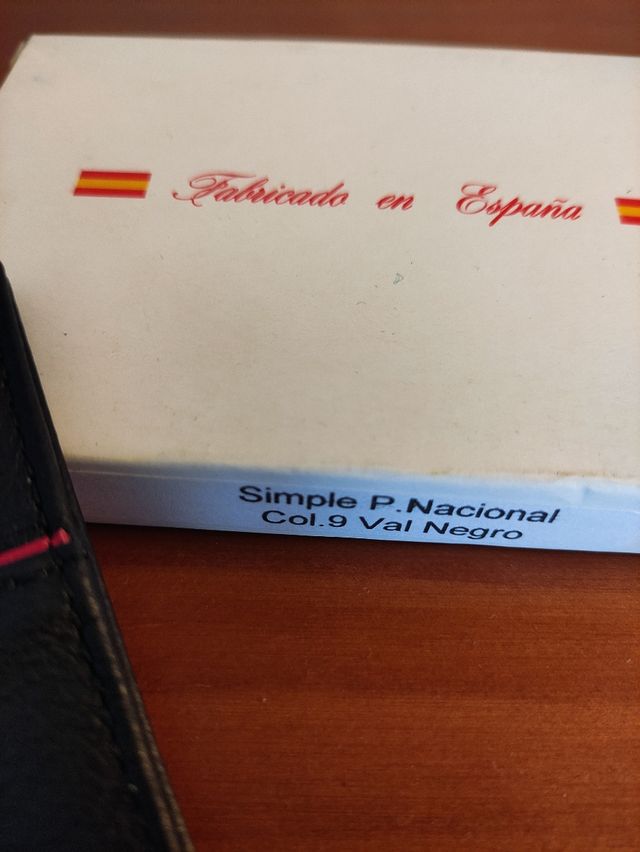 Fabricado en España
Simple P.Nacional
Col.9 Val Negro